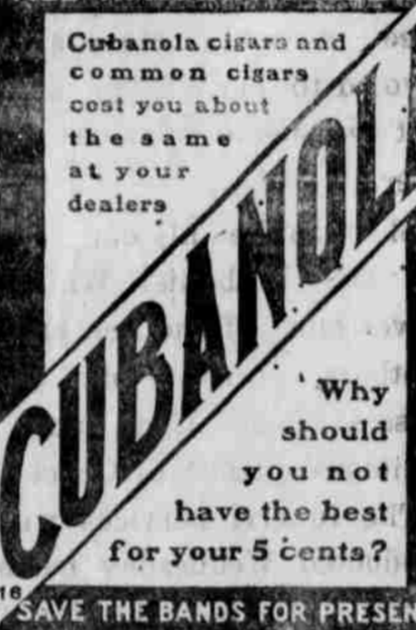 Cubanola cigars and
common cigars
cost you about
the same
at your
dealers
CUBANOL
Why
should
you not
have the best
for your 5 cents?
16
SAVE THE BANDS FOR PRESEN